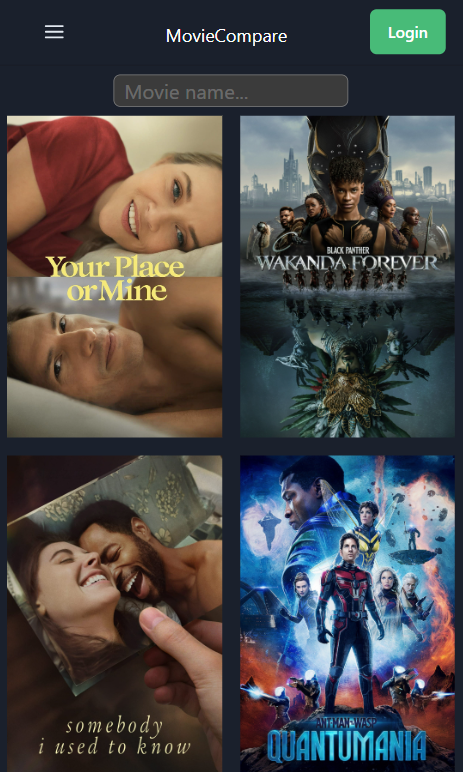 MovieCompare
Login
Movie name...
Your Place
or Mine
BLACK PANTHER
WAKANDA FOREVER
somebody
i used to know
ANT-MAN AND THE WASP
QUANTUMANIA